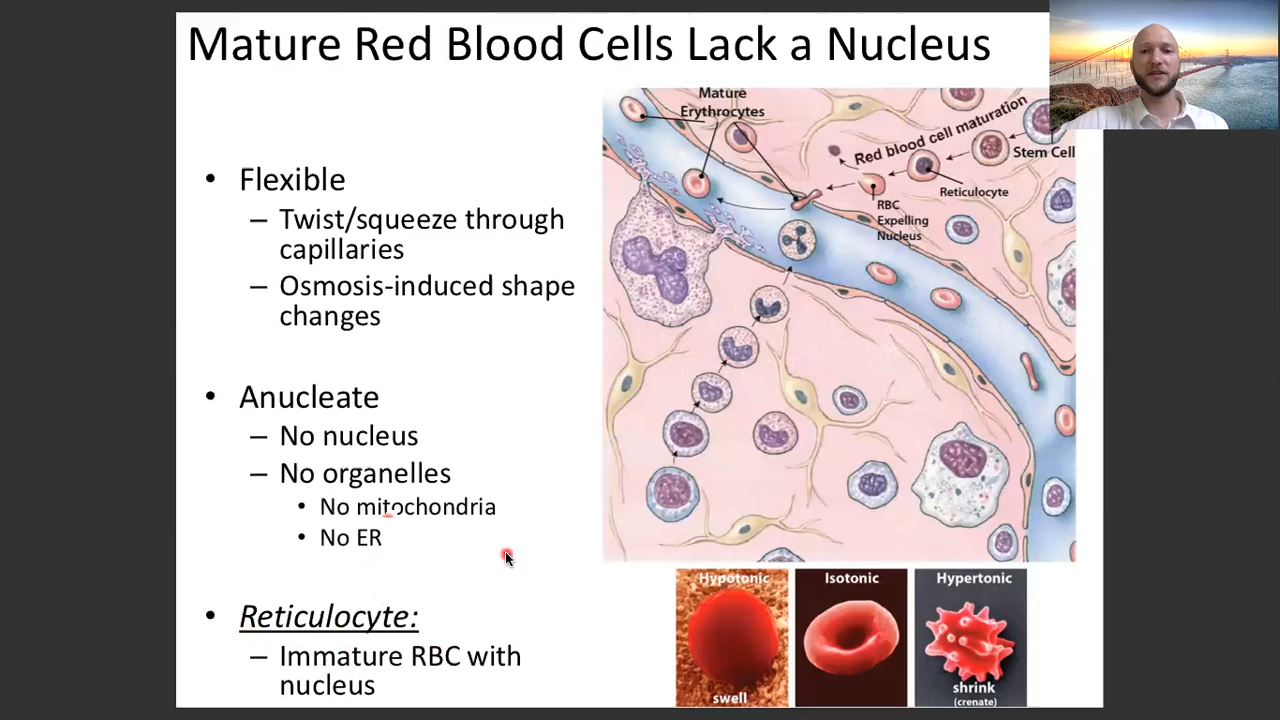 Mature Red Blood Cells Lack a Nucleus
• Flexible
– Twist/squeeze through
capillaries
– Osmosis-induced shape
changes
• Anucleate
– No nucleus
– No organelles
• No mitochondria
• No ER
• Reticulocyte:
– Immature RBC with
nucleus
Mature
Erythrocytes
Red blood cell maturation
Stem Cell
Reticulocyte
RBC
Expelling
Nucleus
Hypotonic
swell
Isotonic
Hypertonic
shrink
(crenate)